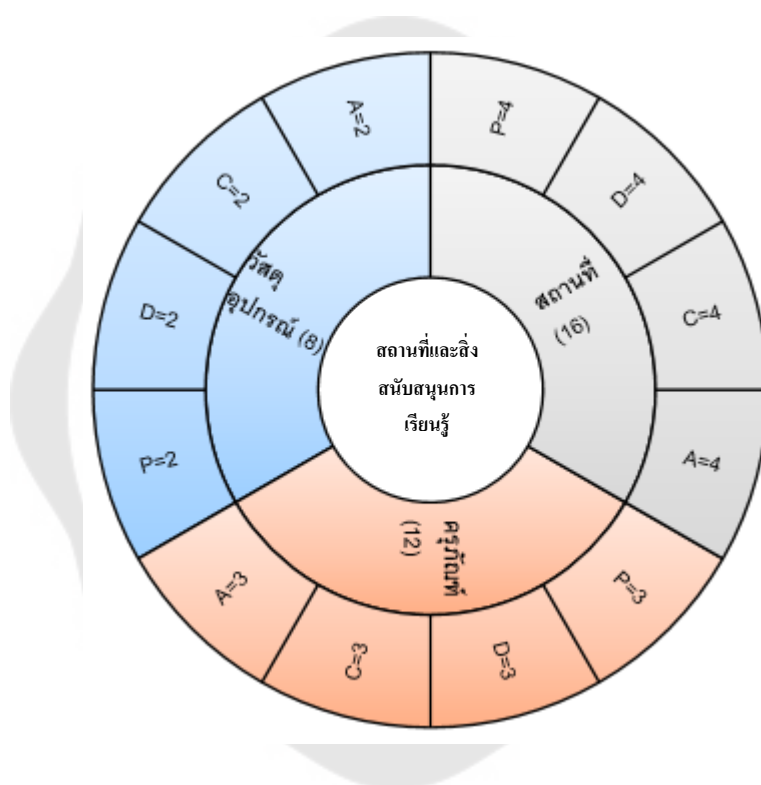 สถานที่และสิ่ง
สนับสนุนการ
เรียนรู้
สถานที่
(16)
P=4
D=4
C=4
A=4
ครุภัณฑ์
(12)
P=3
D=3
C=3
A=3
วัสดุ
อุปกรณ์ (8)
P=2
D=2
C=2
A=2